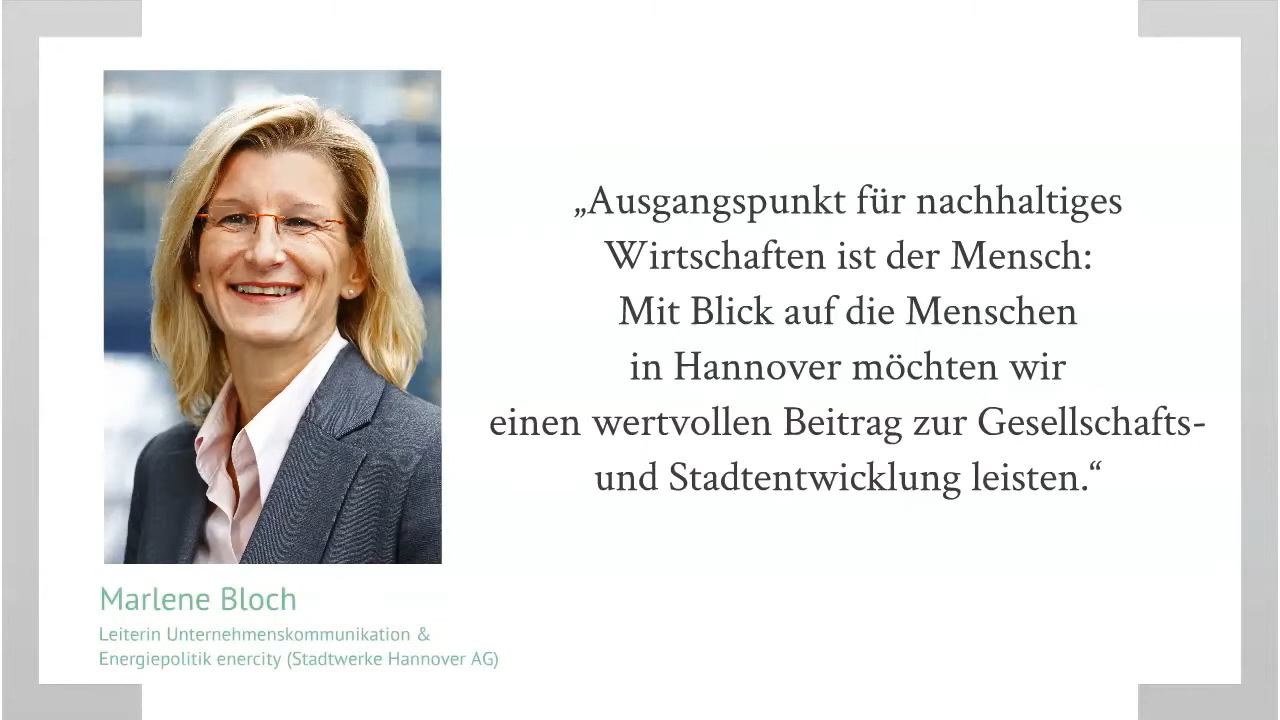 „Ausgangspunkt für nachhaltiges
Wirtschaften ist der Mensch:
Mit Blick auf die Menschen
in Hannover möchten wir
einen wertvollen Beitrag zur Gesellschafts-
und Stadtentwicklung leisten.“
Marlene Bloch
Leiterin Unternehmenskommunikation &
Energiepolitik enercity (Stadtwerke Hannover AG)